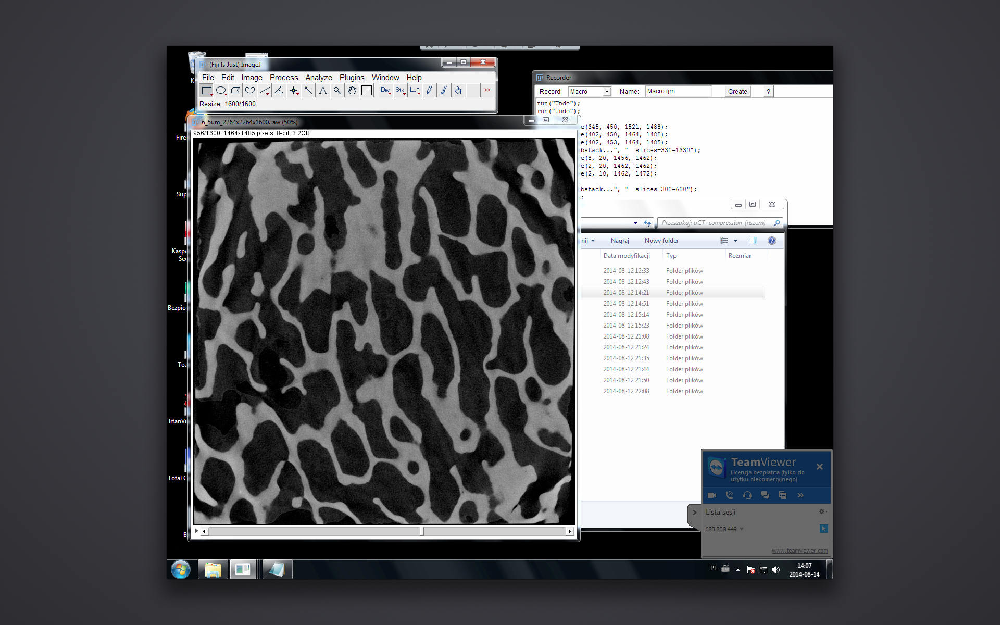 (Fiji Is Just) ImageJ
File Edit Image Process Analyze Plugins Window Help
Dev Stk LUT >>
Resize: 1600/1600
Recorder
Record: Macro Name: Macro.ijm Create ?
run("Undo");
run("Undo");
e(345, 450, 1521, 1488);
e(402, 450, 1464, 1488);
e(402, 453, 1464, 1485);
bstack...", " slices=330-1330");
e(8, 20, 1456, 1462);
e(2, 20, 1462, 1462);
e(2, 10, 1462, 1472);
bstack...", " slices=300-600");
;
6_5um_2264x2264x1600.raw (50%)
956/1600; 1464x1485 pixels; 8-bit; 3.2GB
K
Fire
Sup
Kaspe
Sec
Bezpie
Tea
IrfanVi
Total C
B
Przeszukaj: uCT+compression_(razem)
nij Nagraj Nowy folder
Data modyfikacji Typ Rozmiar
2014-08-12 12:33 Folder plików
2014-08-12 12:43 Folder plików
2014-08-12 14:21 Folder plików
2014-08-12 14:51 Folder plików
2014-08-12 15:14 Folder plików
2014-08-12 15:23 Folder plików
2014-08-12 21:08 Folder plików
2014-08-12 21:24 Folder plików
2014-08-12 21:35 Folder plików
2014-08-12 21:44 Folder plików
2014-08-12 21:50 Folder plików
2014-08-12 22:08 Folder plików
TeamViewer
Licencja bezpłatna (tylko do
użytku niekomercyjnego)
Lista sesji
683 808 449
www.teamviewer.com
PL
14:07
2014-08-14